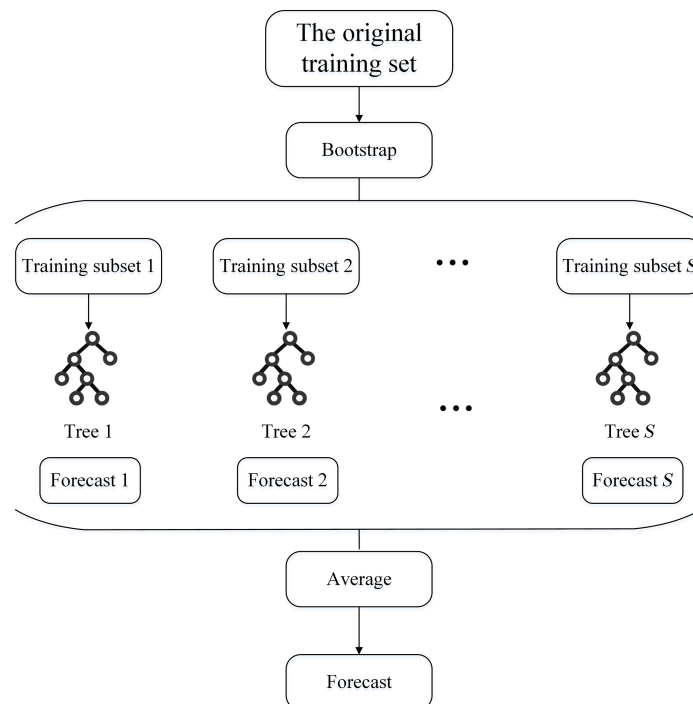 The original
training set
Bootstrap
Training subset 1
Training subset 2
...
Training subset S
...
Tree 1
Tree 2
Tree S
Forecast 1
Forecast 2
Forecast S
Average
Forecast